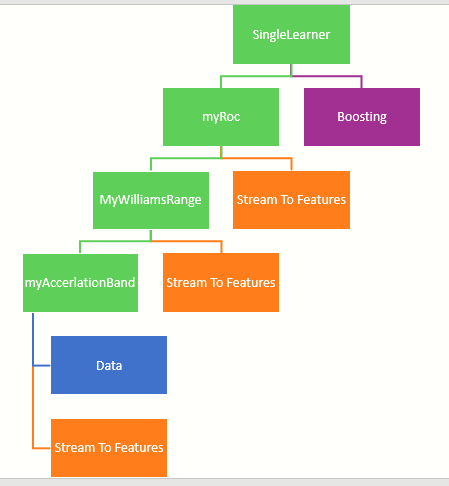 SingleLearner
myRoc
Boosting
MyWilliamsRange
Stream To Features
myAccerlationBand
Stream To Features
Data
Stream To Features